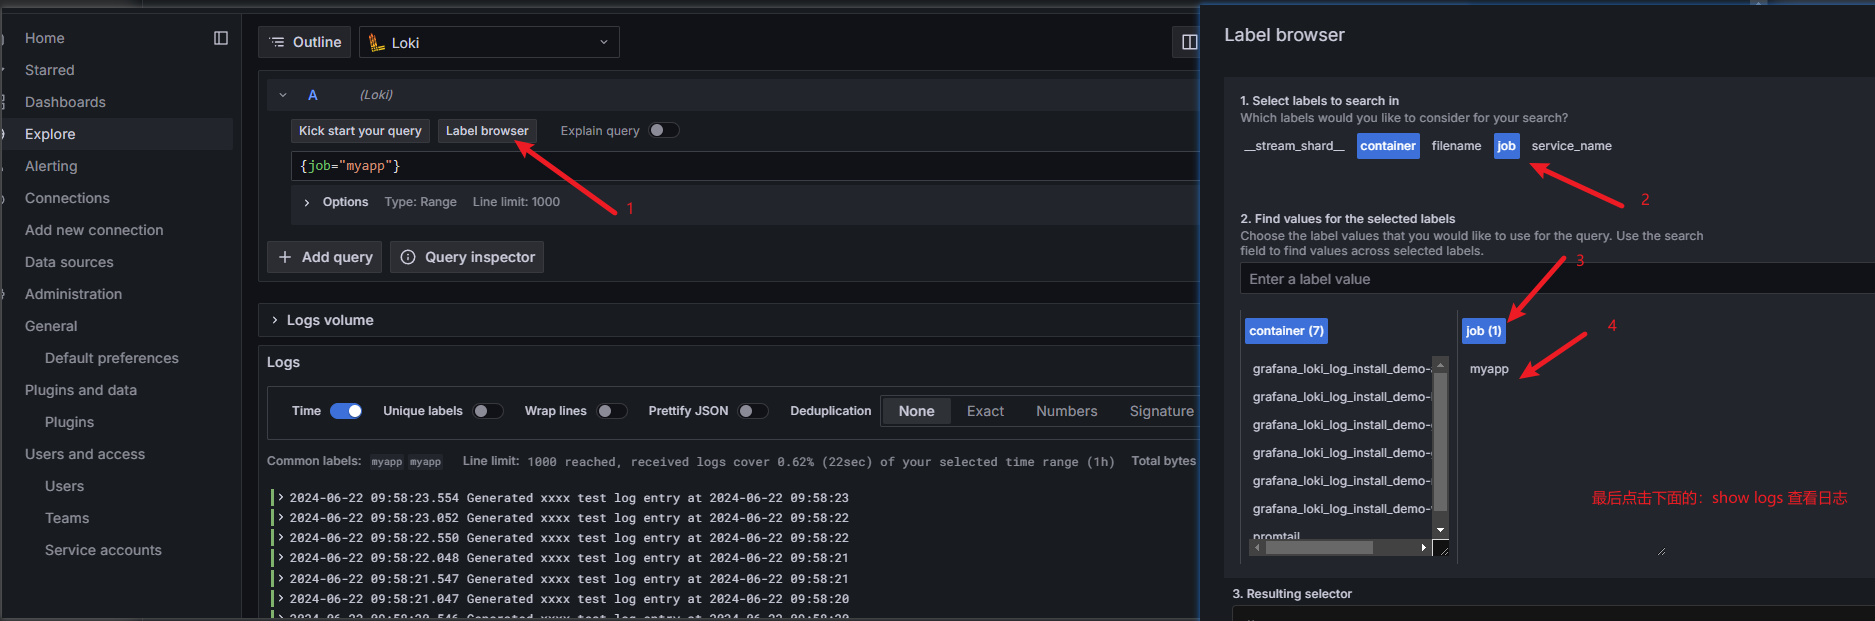 Home
Starred
Dashboards
Explore
Alerting
Connections
Add new connection
Data sources
Administration
General
Default preferences
Plugins and data
Plugins
Users and access
Users
Teams
Service accounts
Outline
Loki
A
(Loki)
Kick start your query
Label browser
Explain query
{job="myapp"}
1
Options Type: Range Line limit: 1000
Add query
Query inspector
Logs volume
Logs
Time
Unique labels
Wrap lines
Prettify JSON
Deduplication
None
Exact
Numbers
Signature
Common labels: myapp myapp Line limit: 1000 reached, received logs cover 0.62% (22sec) of your selected time range (1h) Total bytes
2024-06-22 09:58:23.554 Generated xxxx test log entry at 2024-06-22 09:58:23
2024-06-22 09:58:23.052 Generated xxxx test log entry at 2024-06-22 09:58:22
2024-06-22 09:58:22.550 Generated xxxx test log entry at 2024-06-22 09:58:22
2024-06-22 09:58:22.048 Generated xxxx test log entry at 2024-06-22 09:58:21
2024-06-22 09:58:21.547 Generated xxxx test log entry at 2024-06-22 09:58:21
2024-06-22 09:58:21.047 Generated xxxx test log entry at 2024-06-22 09:58:20
Label browser
1. Select labels to search in
Which labels would you like to consider for your search?
__stream_shard__ container filename job service_name
2
2. Find values for the selected labels
Choose the label values that you would like to use for the query. Use the search
field to find values across selected labels.
3
Enter a label value
container (7)
grafana_loki_log_install_demo-
grafana_loki_log_install_demo-
grafana_loki_log_install_demo-
grafana_loki_log_install_demo-
grafana_loki_log_install_demo-
grafana_loki_log_install_demo-
promtail
job (1)
4
myapp
最后点击下面的：show logs 查看日志
3. Resulting selector